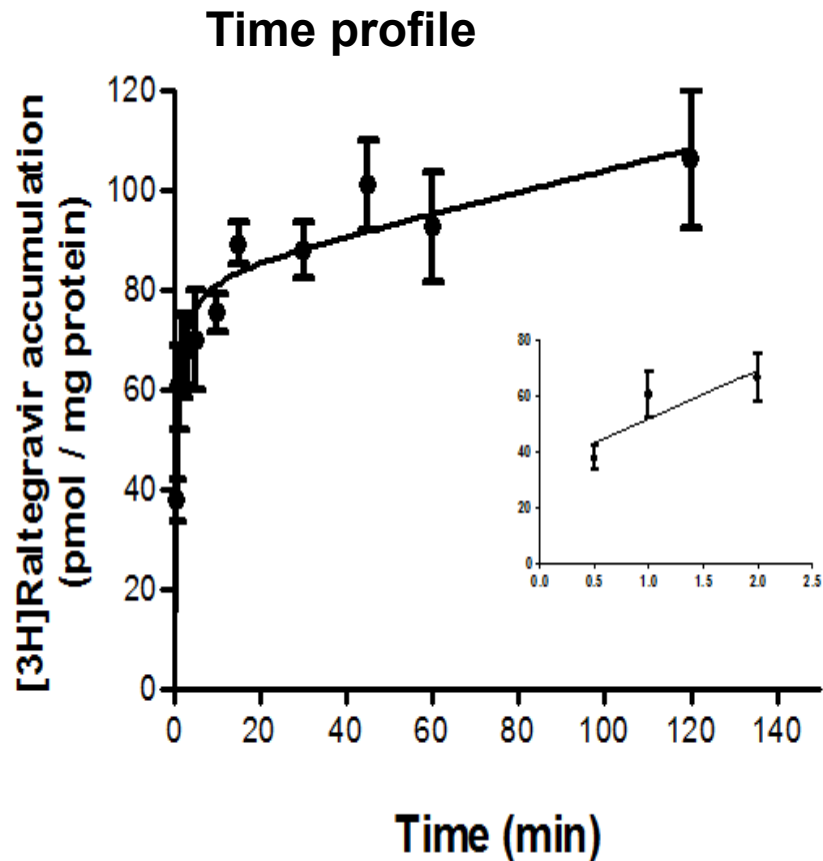 Time profile
[3H]Raltegravir accumulation
(pmol / mg protein)
120
100
80
60
40
20
0
0 20 40 60 80 100 120 140
Time (min)
80
60
40
20
0
0.0 0.5 1.0 1.5 2.0 2.5